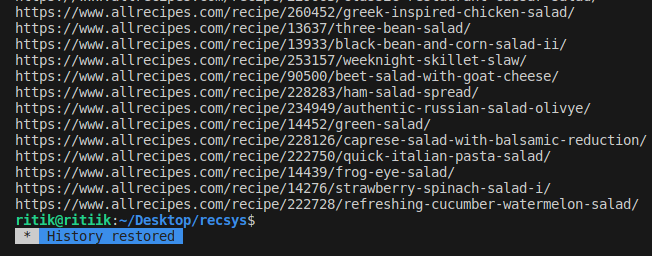 https://www.allrecipes.com/recipe/260452/greek-inspired-chicken-salad/
https://www.allrecipes.com/recipe/13637/three-bean-salad/
https://www.allrecipes.com/recipe/13933/black-bean-and-corn-salad-ii/
https://www.allrecipes.com/recipe/253157/weeknight-skillet-slaw/
https://www.allrecipes.com/recipe/90500/beet-salad-with-goat-cheese/
https://www.allrecipes.com/recipe/228283/ham-salad-spread/
https://www.allrecipes.com/recipe/234949/authentic-russian-salad-olivye/
https://www.allrecipes.com/recipe/14452/green-salad/
https://www.allrecipes.com/recipe/228126/caprese-salad-with-balsamic-reduction/
https://www.allrecipes.com/recipe/222750/quick-italian-pasta-salad/
https://www.allrecipes.com/recipe/14439/frog-eye-salad/
https://www.allrecipes.com/recipe/14276/strawberry-spinach-salad-i/
https://www.allrecipes.com/recipe/222728/refreshing-cucumber-watermelon-salad/
ritik@ritiik:~/Desktop/recsys$
* History restored